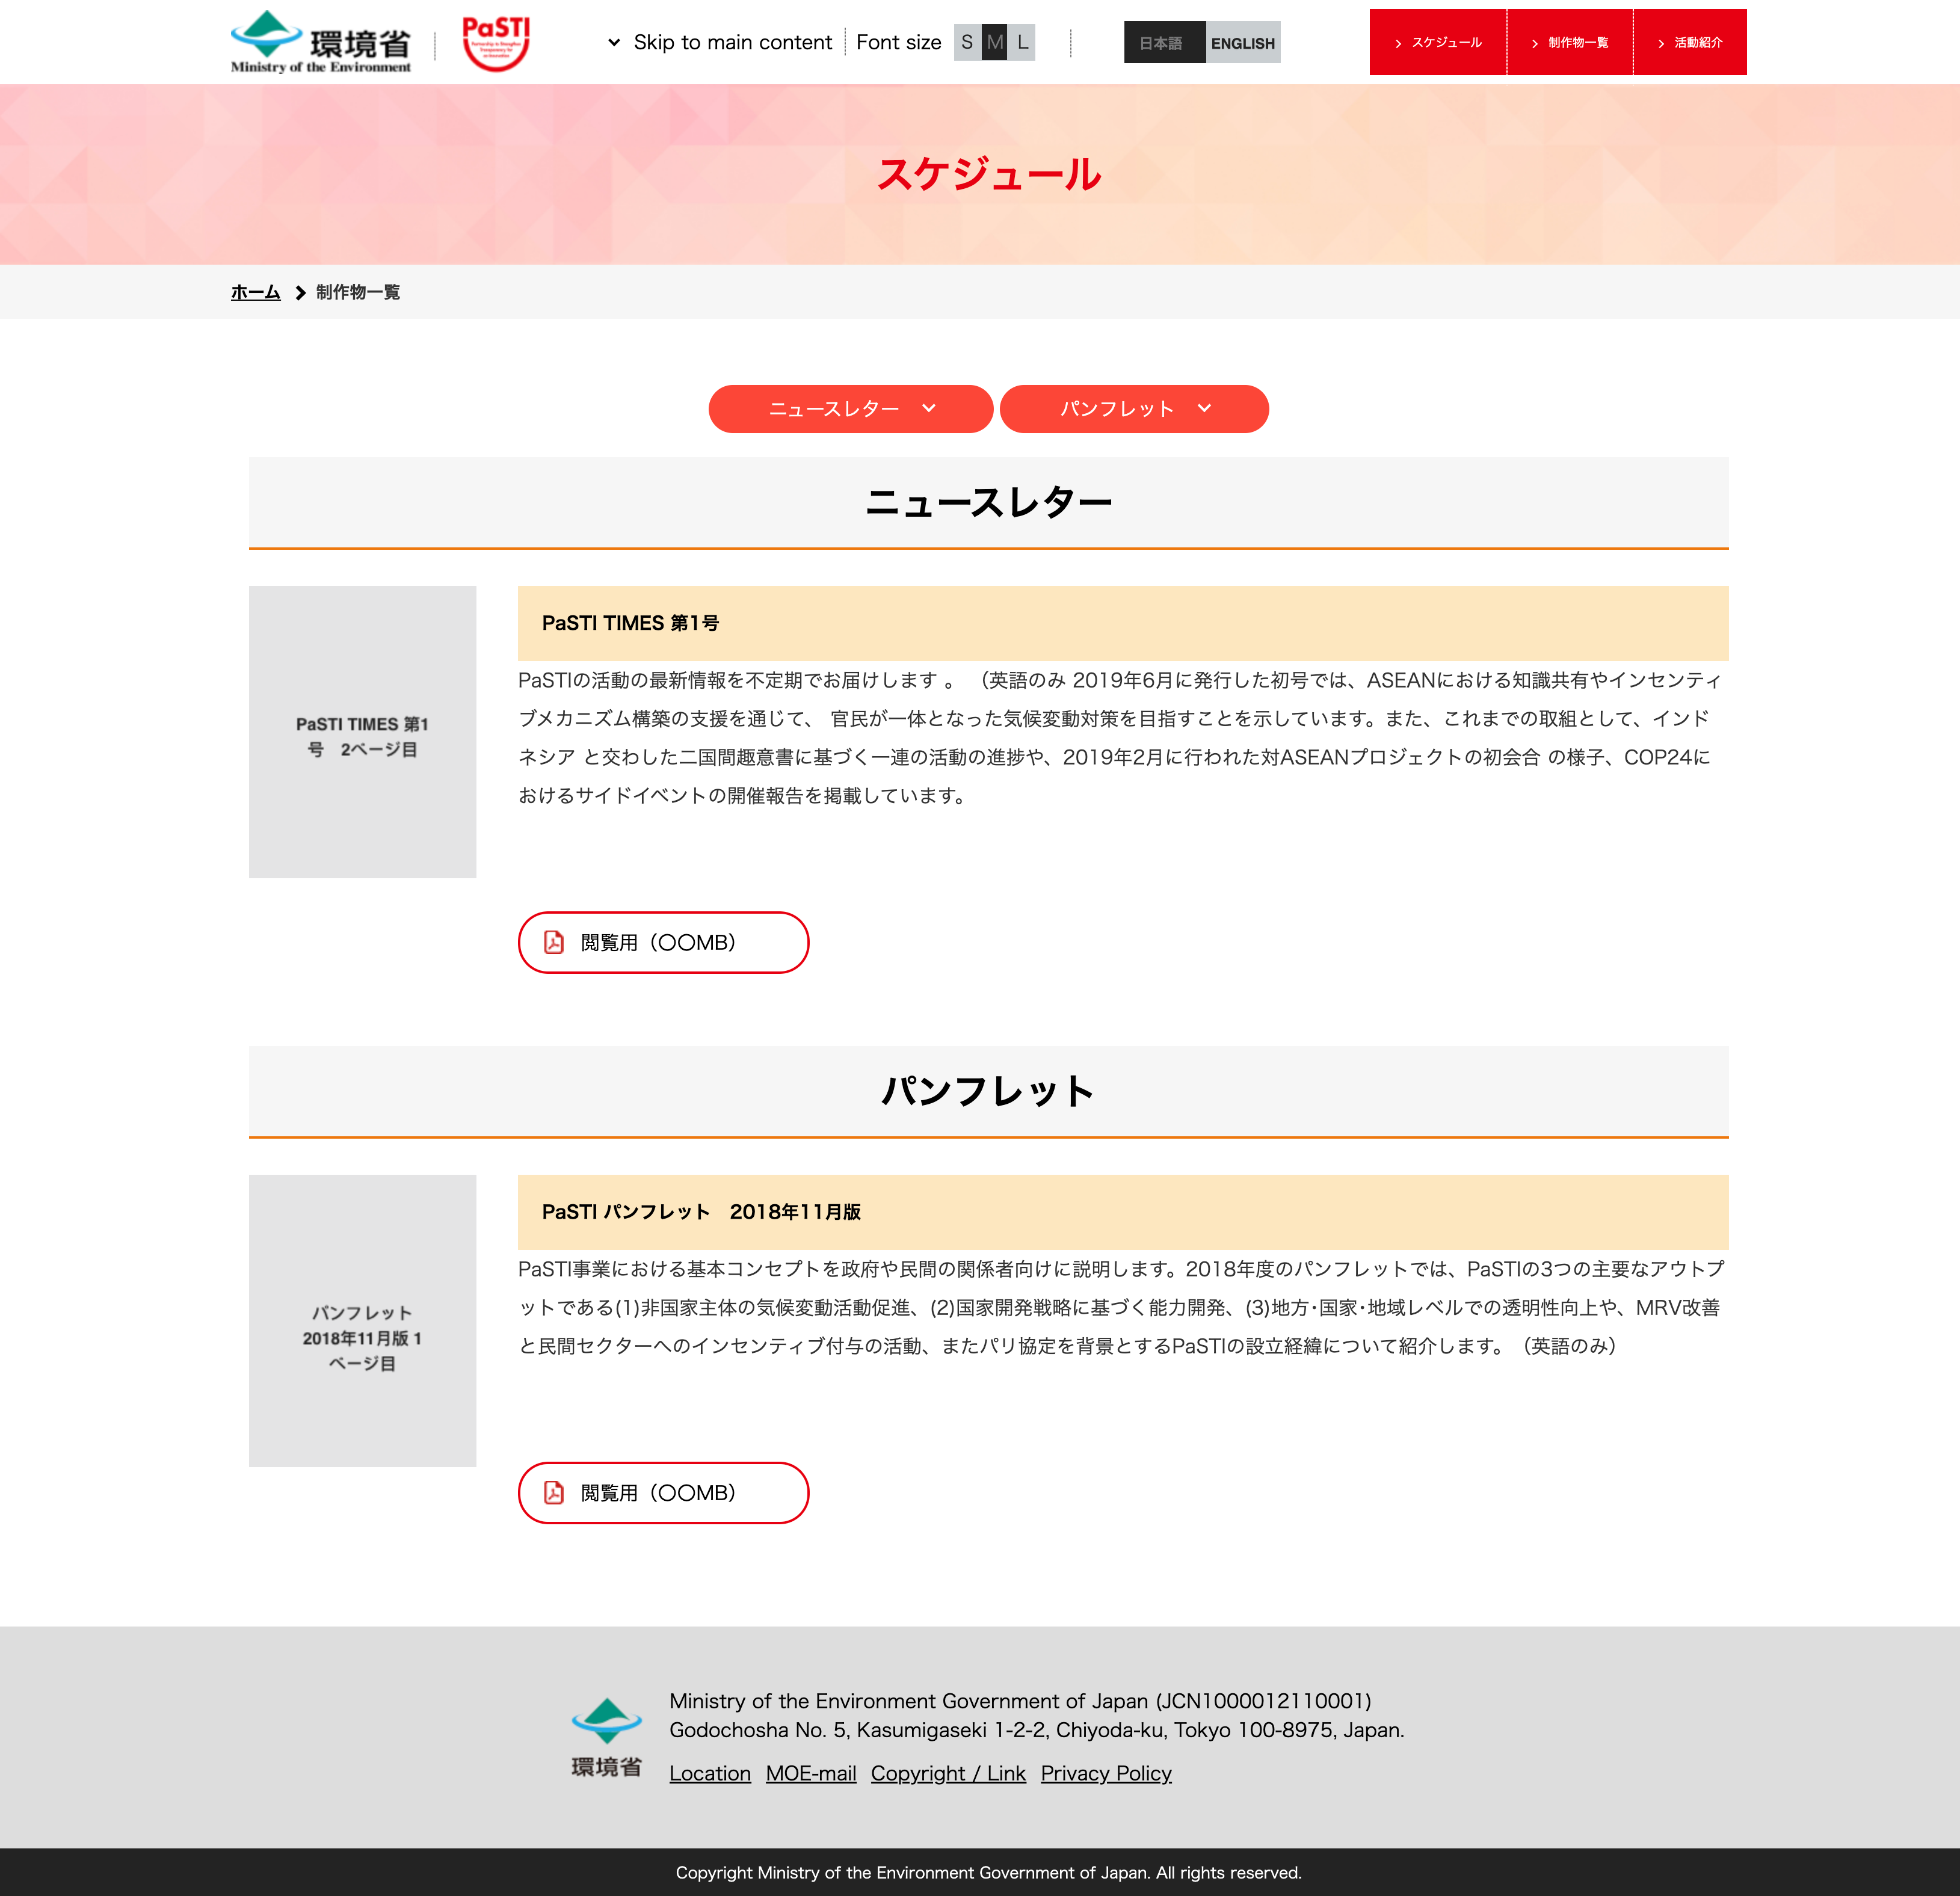 環境省
Ministry of the Environment
PaSTI
Skip to main content
Font size
S M L
日本語 ENGLISH
スケジュール
制作物一覧
活動紹介
スケジュール
ホーム 制作物一覧
ニュースレター
パンフレット
ニュースレター
PaSTI TIMES 第1
号　2ページ目
PaSTI TIMES 第1号
PaSTIの活動の最新情報を不定期でお届けします 。 （英語のみ 2019年6月に発行した初号では、ASEANにおける知識共有やインセンティ
ブメカニズム構築の支援を通じて、 官民が一体となった気候変動対策を目指すことを示しています。また、これまでの取組として、インド
ネシア と交わした二国間趣意書に基づく一連の活動の進捗や、2019年2月に行われた対ASEANプロジェクトの初会合 の様子、COP24に
おけるサイドイベントの開催報告を掲載しています。
閲覧用（〇〇MB）
パンフレット
パンフレット
2018年11月版 1
ページ目
PaSTI パンフレット　2018年11月版
PaSTI事業における基本コンセプトを政府や民間の関係者向けに説明します。2018年度のパンフレットでは、PaSTIの3つの主要なアウトプ
ットである(1)非国家主体の気候変動活動促進、(2)国家開発戦略に基づく能力開発、(3)地方･国家･地域レベルでの透明性向上や、MRV改善
と民間セクターへのインセンティブ付与の活動、またパリ協定を背景とするPaSTIの設立経緯について紹介します。（英語のみ）
閲覧用（〇〇MB）
環境省
Ministry of the Environment Government of Japan (JCN1000012110001)
Godochosha No. 5, Kasumigaseki 1-2-2, Chiyoda-ku, Tokyo 100-8975, Japan.
Location MOE-mail Copyright / Link Privacy Policy
Copyright Ministry of the Environment Government of Japan. All rights reserved.